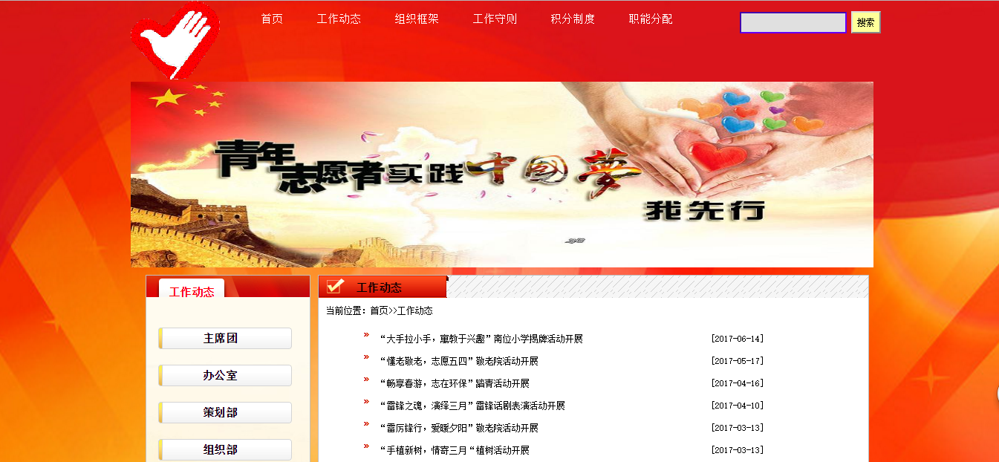 首页 工作动态 组织框架 工作守则 积分制度 职能分配 搜索
青年志愿者实践中國夢
我先行
工作动态
主席团
办公室
策划部
组织部
工作动态
当前位置：首页>>工作动态
“大手拉小手，寓教于兴趣”南位小学揭牌活动开展 [2017-06-14]
“懂老敬老，志愿五四”敬老院活动开展 [2017-05-17]
“畅享春游，志在环保”踏青活动开展 [2017-04-16]
“雷锋之魂，演绎三月”雷锋话剧表演活动开展 [2017-04-10]
“雷厉锋行，爱暖夕阳”敬老院活动开展 [2017-03-13]
“手植新树，情寄三月“植树活动开展 [2017-03-13]